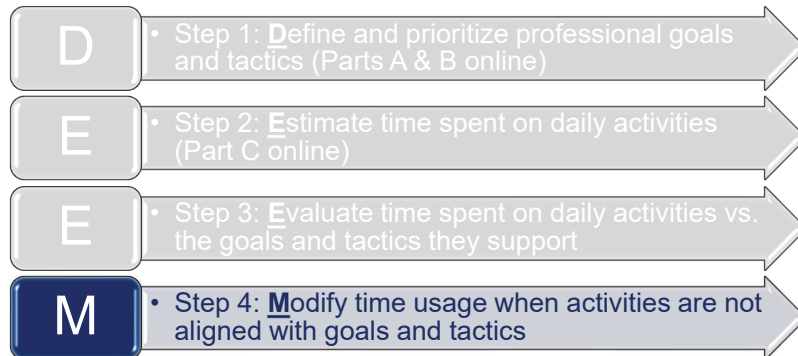 D
• Step 1: Define and prioritize professional goals
and tactics (Parts A & B online)
E
• Step 2: Estimate time spent on daily activities
(Part C online)
E
• Step 3: Evaluate time spent on daily activities vs.
the goals and tactics they support
M
• Step 4: Modify time usage when activities are not
aligned with goals and tactics